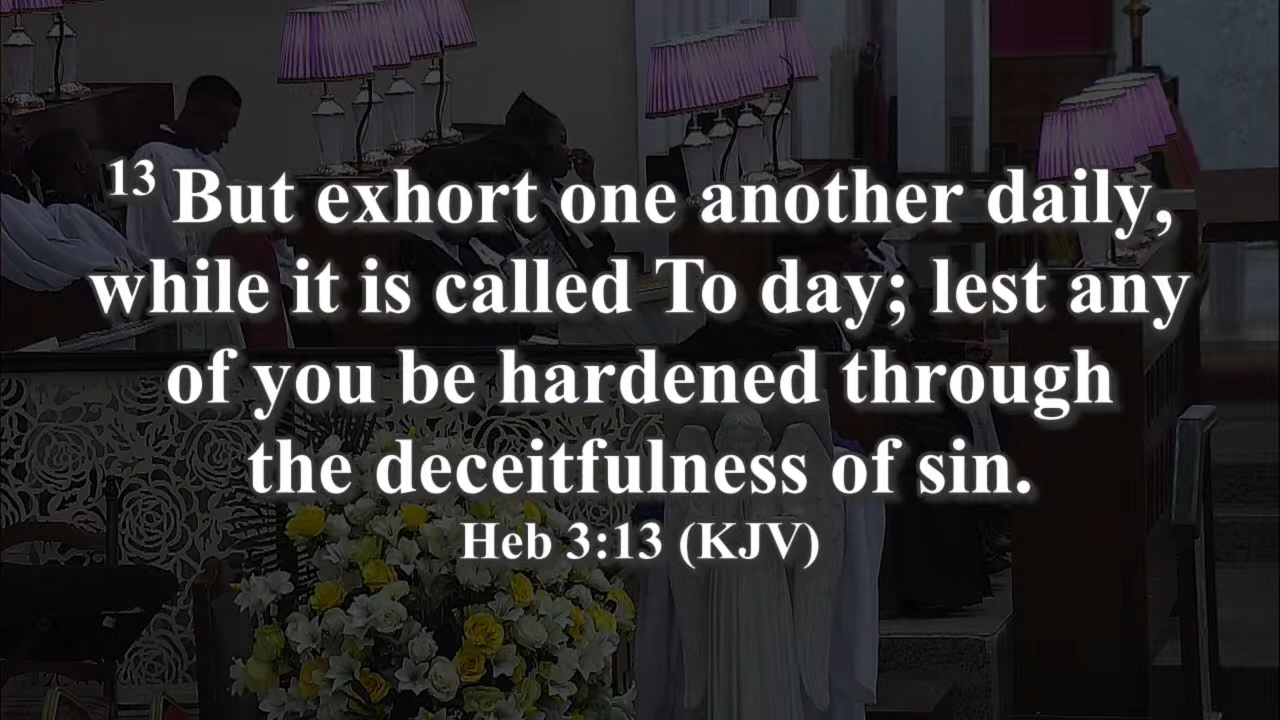 13 But exhort one another daily,
while it is called To day; lest any
of you be hardened through
the deceitfulness of sin.
Heb 3:13 (KJV)